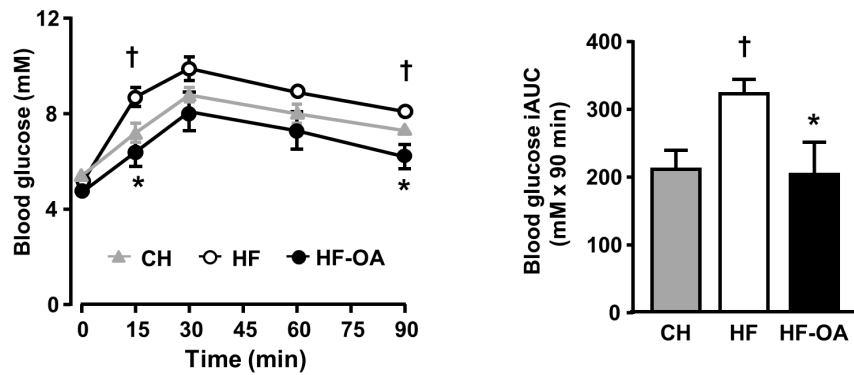 Blood glucose (mM)
12
8
4
0
†
†
*
*
CH HF HF-OA
0 15 30 45 60 75 90
Time (min)
Blood glucose iAUC
(mM x 90 min)
400
300
200
100
0
†
*
CH HF HF-OA